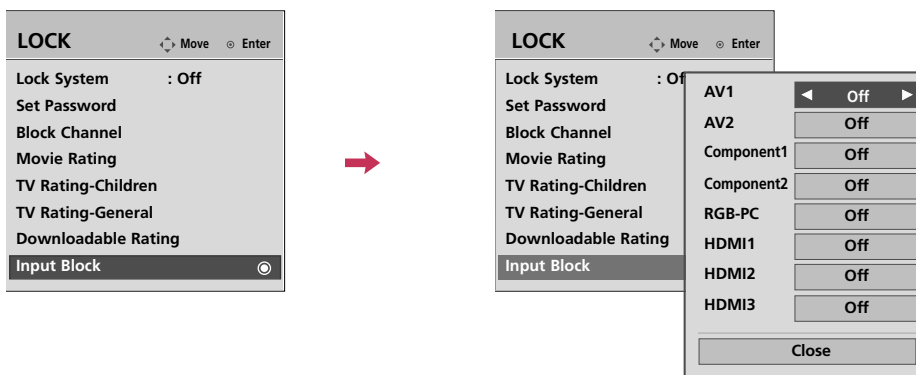 LOCK Move Enter
Lock System : Off
Set Password
Block Channel
Movie Rating
TV Rating-Children
TV Rating-General
Downloadable Rating
Input Block
LOCK Move Enter
Lock System : Of
Set Password
Block Channel
Movie Rating
TV Rating-Children
TV Rating-General
Downloadable Rating
Input Block
AV1 Off
AV2 Off
Component1 Off
Component2 Off
RGB-PC Off
HDMI1 Off
HDMI2 Off
HDMI3 Off
Close